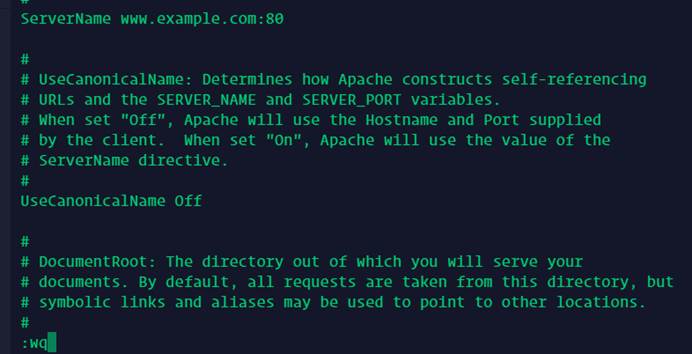 #
ServerName www.example.com:80
#
# UseCanonicalName: Determines how Apache constructs self-referencing
# URLs and the SERVER_NAME and SERVER_PORT variables.
# When set "Off", Apache will use the Hostname and Port supplied
# by the client.  When set "On", Apache will use the value of the
# ServerName directive.
#
UseCanonicalName Off
#
# DocumentRoot: The directory out of which you will serve your
# documents. By default, all requests are taken from this directory, but
# symbolic links and aliases may be used to point to other locations.
#
:wq